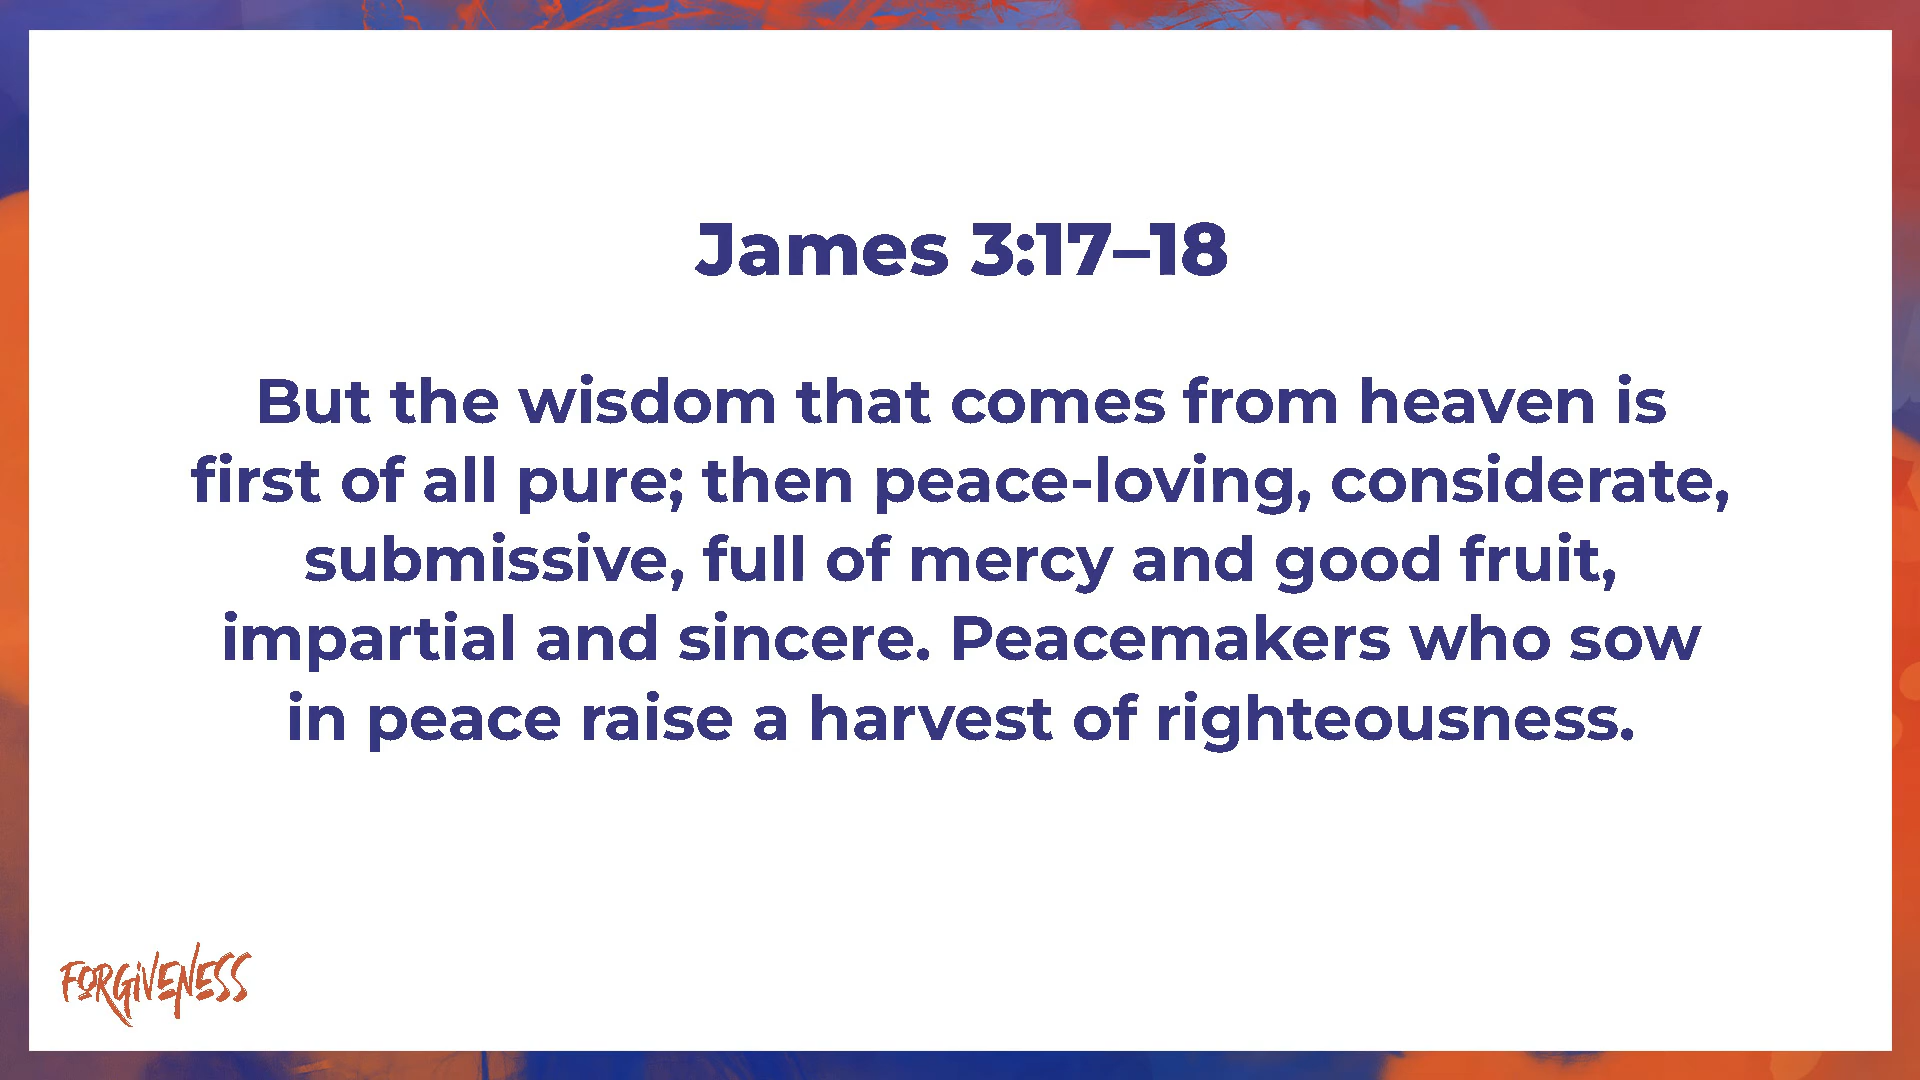 James 3:17–18
But the wisdom that comes from heaven is
first of all pure; then peace-loving, considerate,
submissive, full of mercy and good fruit,
impartial and sincere. Peacemakers who sow
in peace raise a harvest of righteousness.
FORGiVENESS